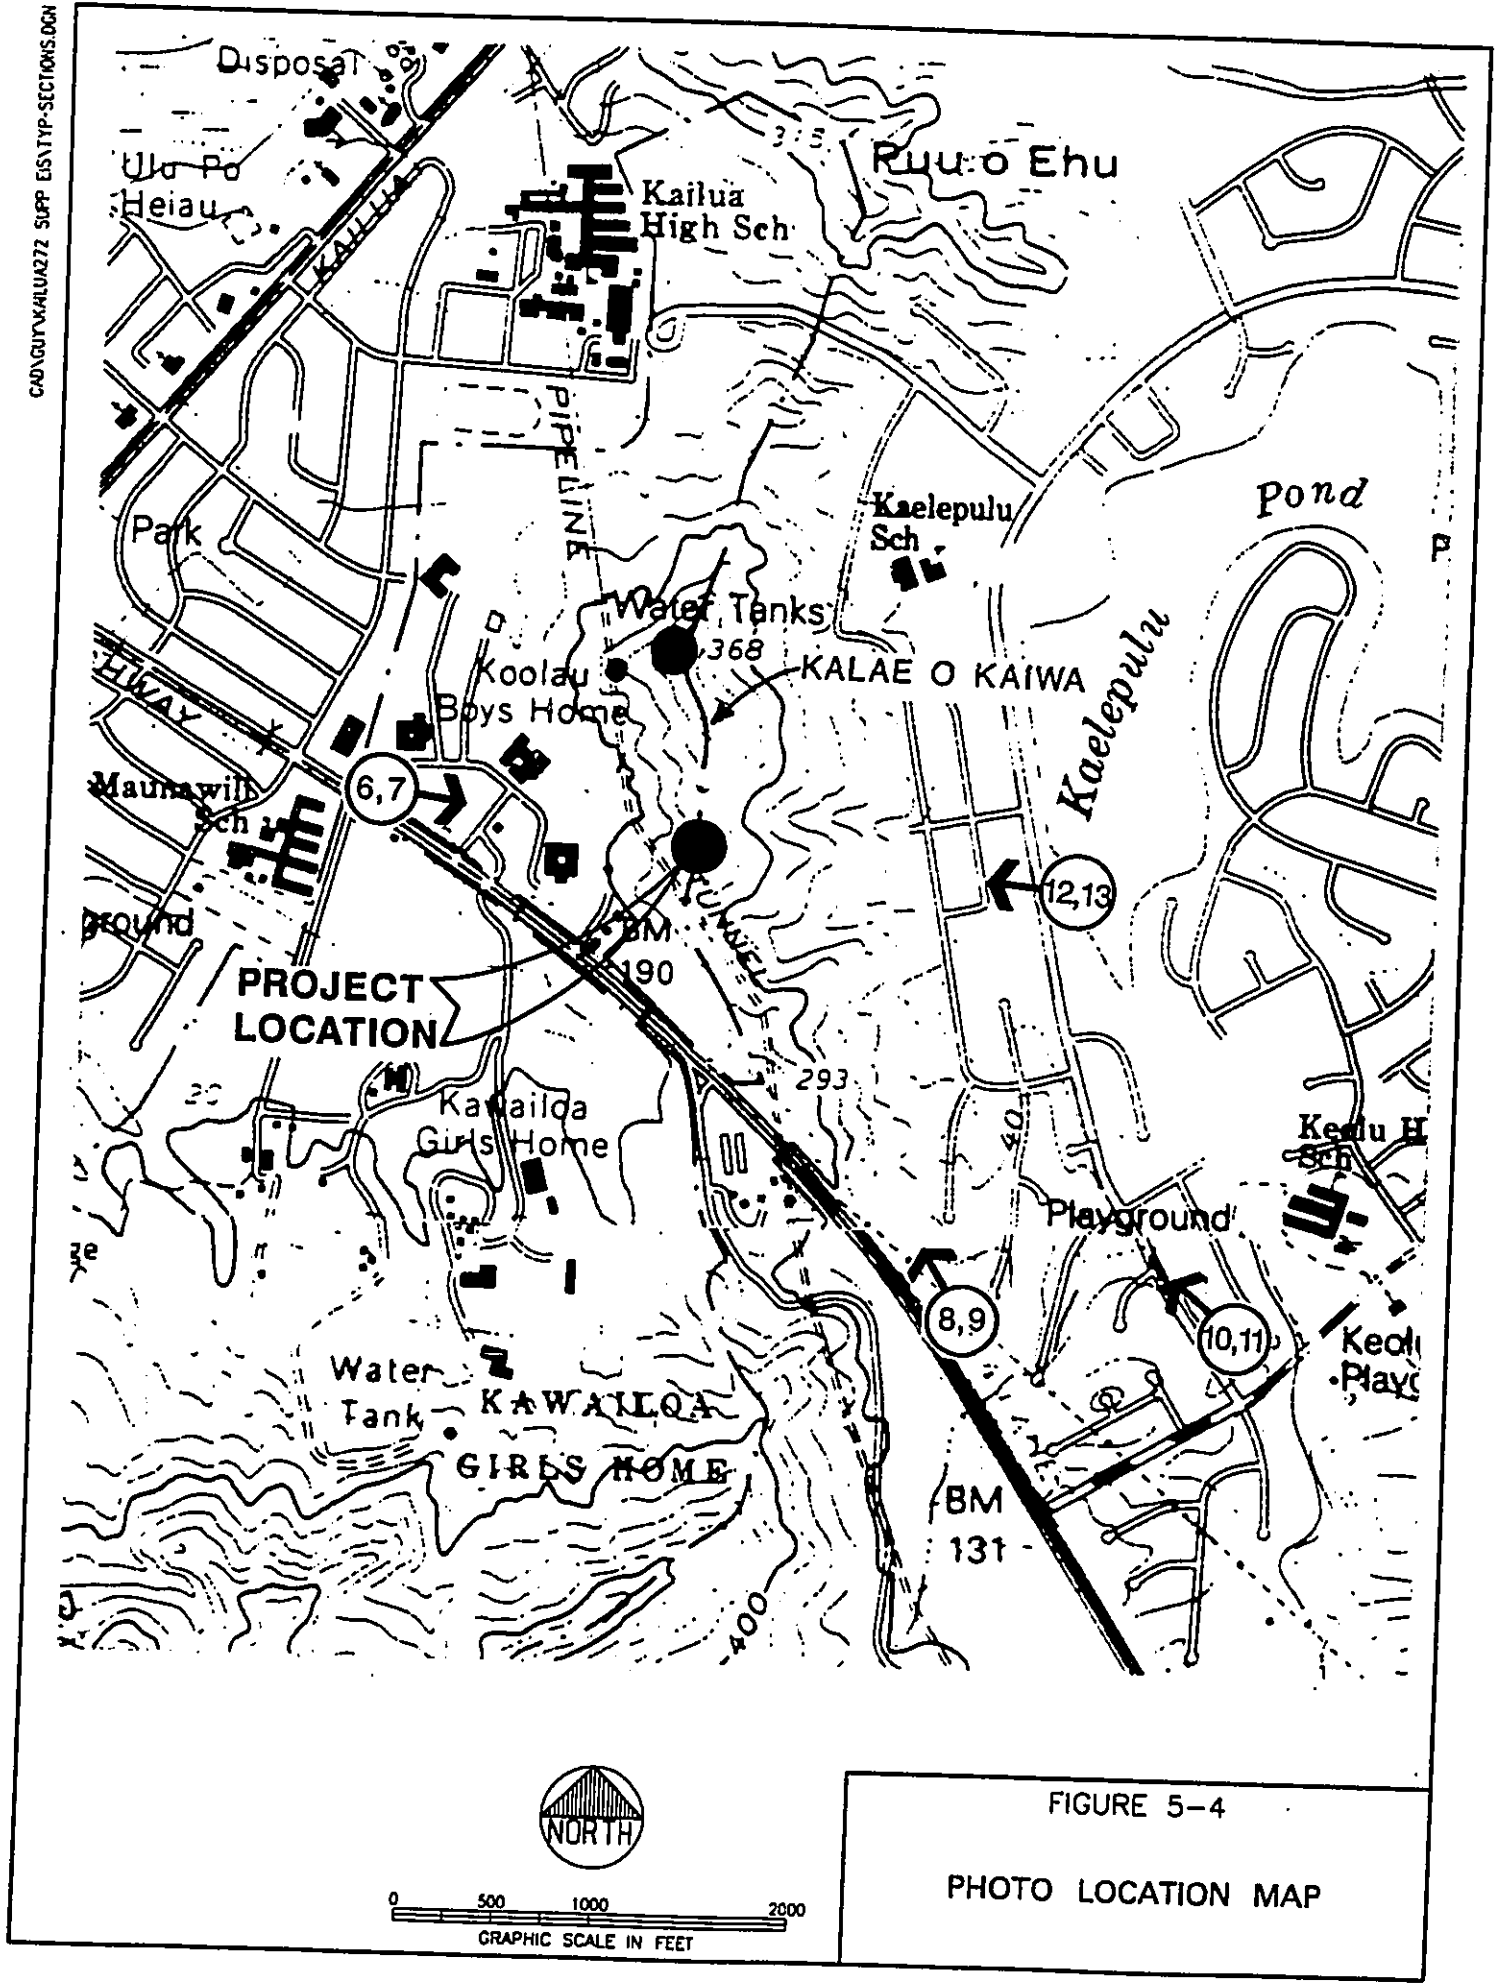 CAD\GUY\KAILUA272 SUPP EIS\TYP-SECTIONS.DGN
Disposal
Ulu Po
Heiau
KAILUA
Kailua
High Sch
315
Puu o Ehu
PIPELINE
Park
Kaelepulu
Sch
Pond
P
Water Tanks
368
KALAE O KAIWA
Kaelepulu
HWAY
Koolau
Boys Home
6,7
Maunawili
Sch
ground
12,13
TUNNEL
BM
190
PROJECT
LOCATION
293
20
Kawailoa
Girls Home
40
Keolu H
Sch
Playground
8,9
10,11
Water
Tank
KAWAILOA
GIRLS HOME
BM
131
400
NORTH
0 500 1000 2000
GRAPHIC SCALE IN FEET
FIGURE 5-4
PHOTO LOCATION MAP